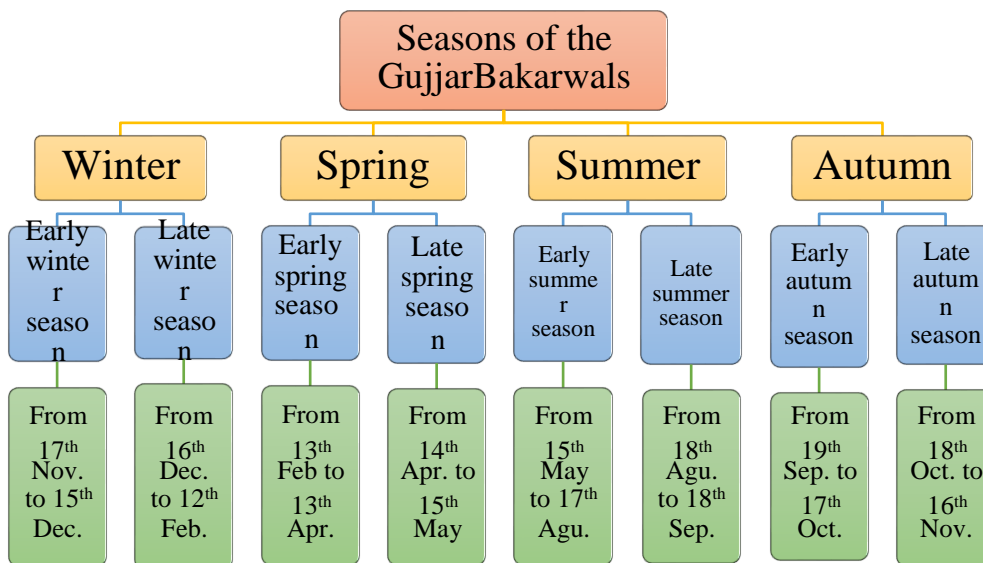 Seasons of the
GujjarBakarwals
Winter
Spring
Summer
Autumn
Early
winte
r
seaso
n
Late
winte
r
seaso
n
Early
spring
seaso
n
Late
spring
seaso
n
Early
summe
r
season
Late
summer
season
Early
autum
n
season
Late
autum
n
season
From
17th
Nov.
to 15th
Dec.
From
16th
Dec.
to 12th
Feb.
From
13th
Feb to
13th
Apr.
From
14th
Apr. to
15th
May
From
15th
May
to 17th
Agu.
From
18th
Agu.
to 18th
Sep.
From
19th
Sep. to
17th
Oct.
From
18th
Oct. to
16th
Nov.